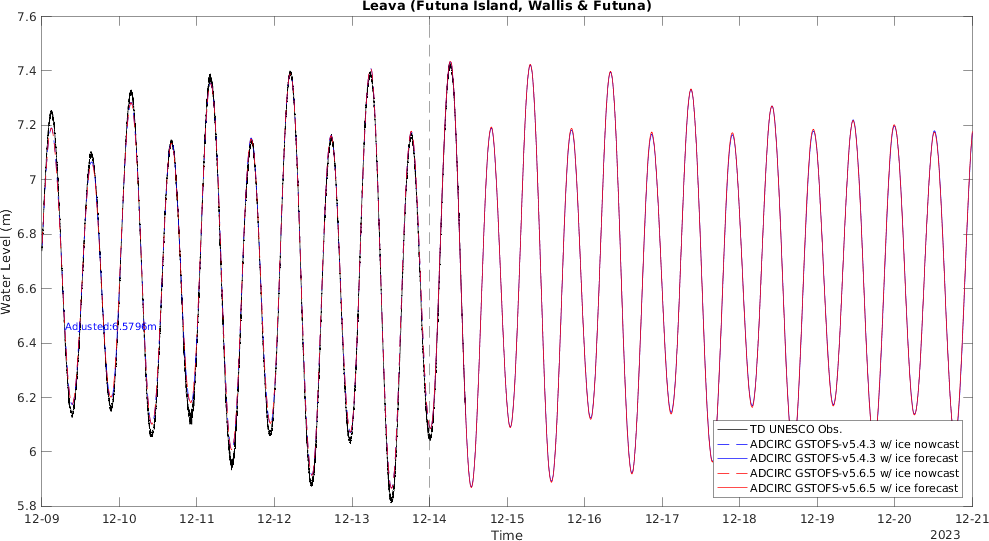 Leava (Futuna Island, Wallis & Futuna)
7.6
7.4
7.2
7
6.8
6.6
6.4
6.2
6
5.8
Water Level (m)
Adjusted:6.5796m
TD UNESCO Obs.
ADCIRC GSTOFS-v5.4.3 w/ ice nowcast
ADCIRC GSTOFS-v5.4.3 w/ ice forecast
ADCIRC GSTOFS-v5.6.5 w/ ice nowcast
ADCIRC GSTOFS-v5.6.5 w/ ice forecast
12-09 12-10 12-11 12-12 12-13 12-14 12-15 12-16 12-17 12-18 12-19 12-20 12-21
Time
2023